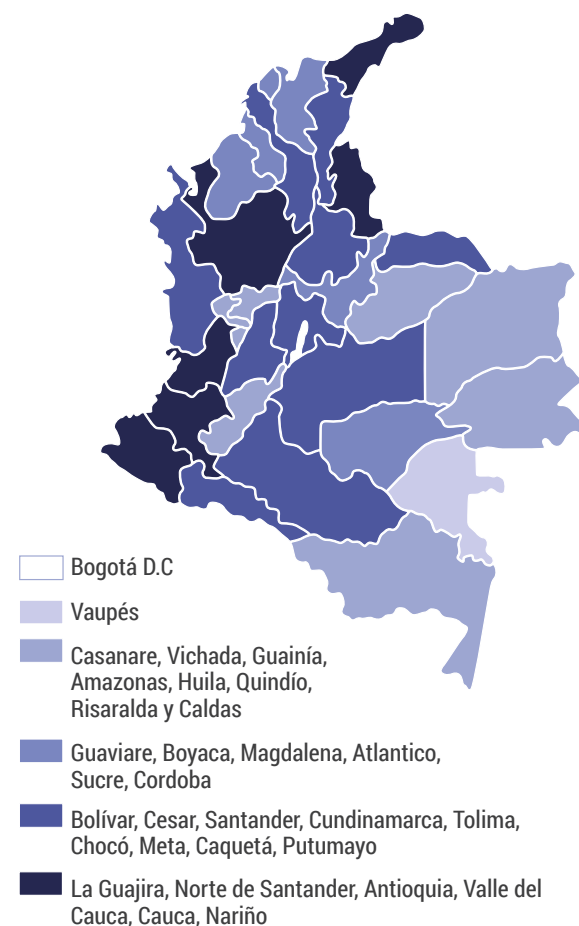 Bogotá D.C
Vaupés
Casanare, Vichada, Guainía,
Amazonas, Huila, Quindío,
Risaralda y Caldas
Guaviare, Boyaca, Magdalena, Atlantico,
Sucre, Cordoba
Bolívar, Cesar, Santander, Cundinamarca, Tolima,
Chocó, Meta, Caquetá, Putumayo
La Guajira, Norte de Santander, Antioquia, Valle del
Cauca, Cauca, Nariño